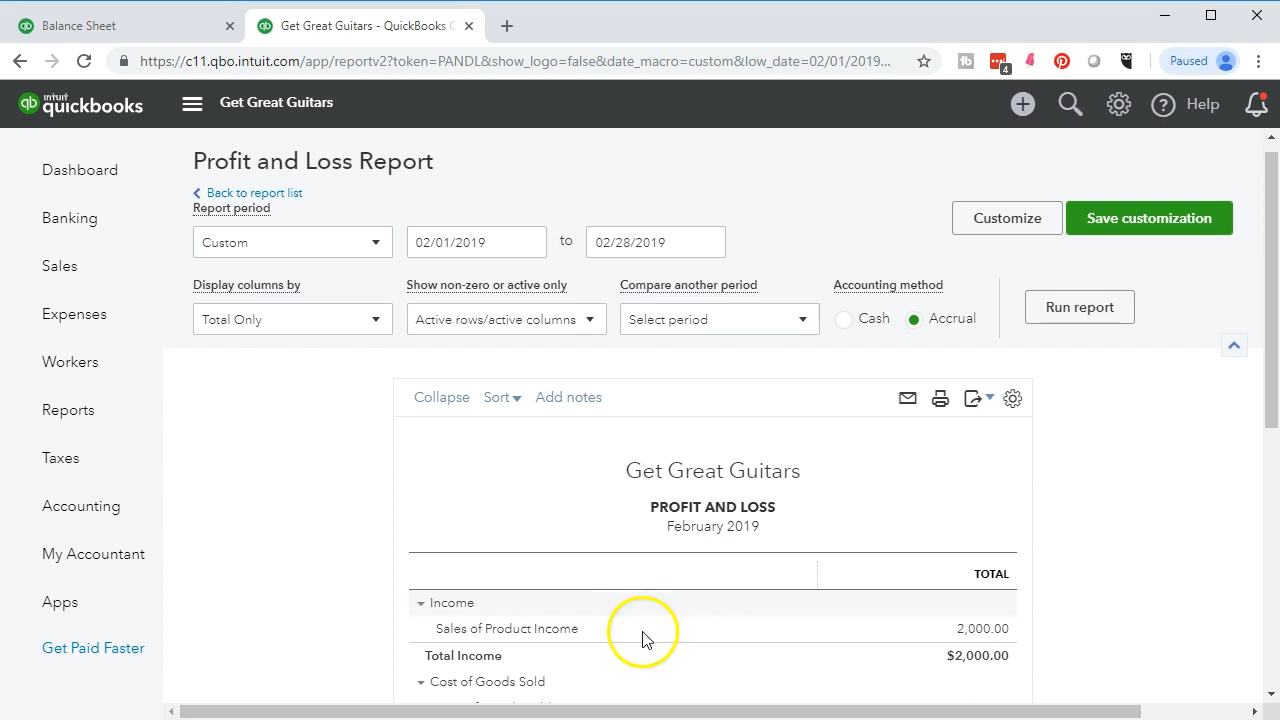 Balance Sheet
Get Great Guitars - QuickBooks C
https://c11.qbo.intuit.com/app/reportv2?token=PANDL&show_logo=false&date_macro=custom&low_date=02/01/2019...
4
Paused
intuit quickbooks
Get Great Guitars
Help
Dashboard
Banking
Sales
Expenses
Workers
Reports
Taxes
Accounting
My Accountant
Apps
Get Paid Faster
Profit and Loss Report
Back to report list
Report period
Custom 02/01/2019 to 02/28/2019
Customize Save customization
Display columns by Show non-zero or active only Compare another period Accounting method
Total Only Active rows/active columns Select period Cash Accrual
Run report
Collapse Sort Add notes
Get Great Guitars
PROFIT AND LOSS
February 2019
TOTAL
Income
Sales of Product Income 2,000.00
Total Income $2,000.00
Cost of Goods Sold